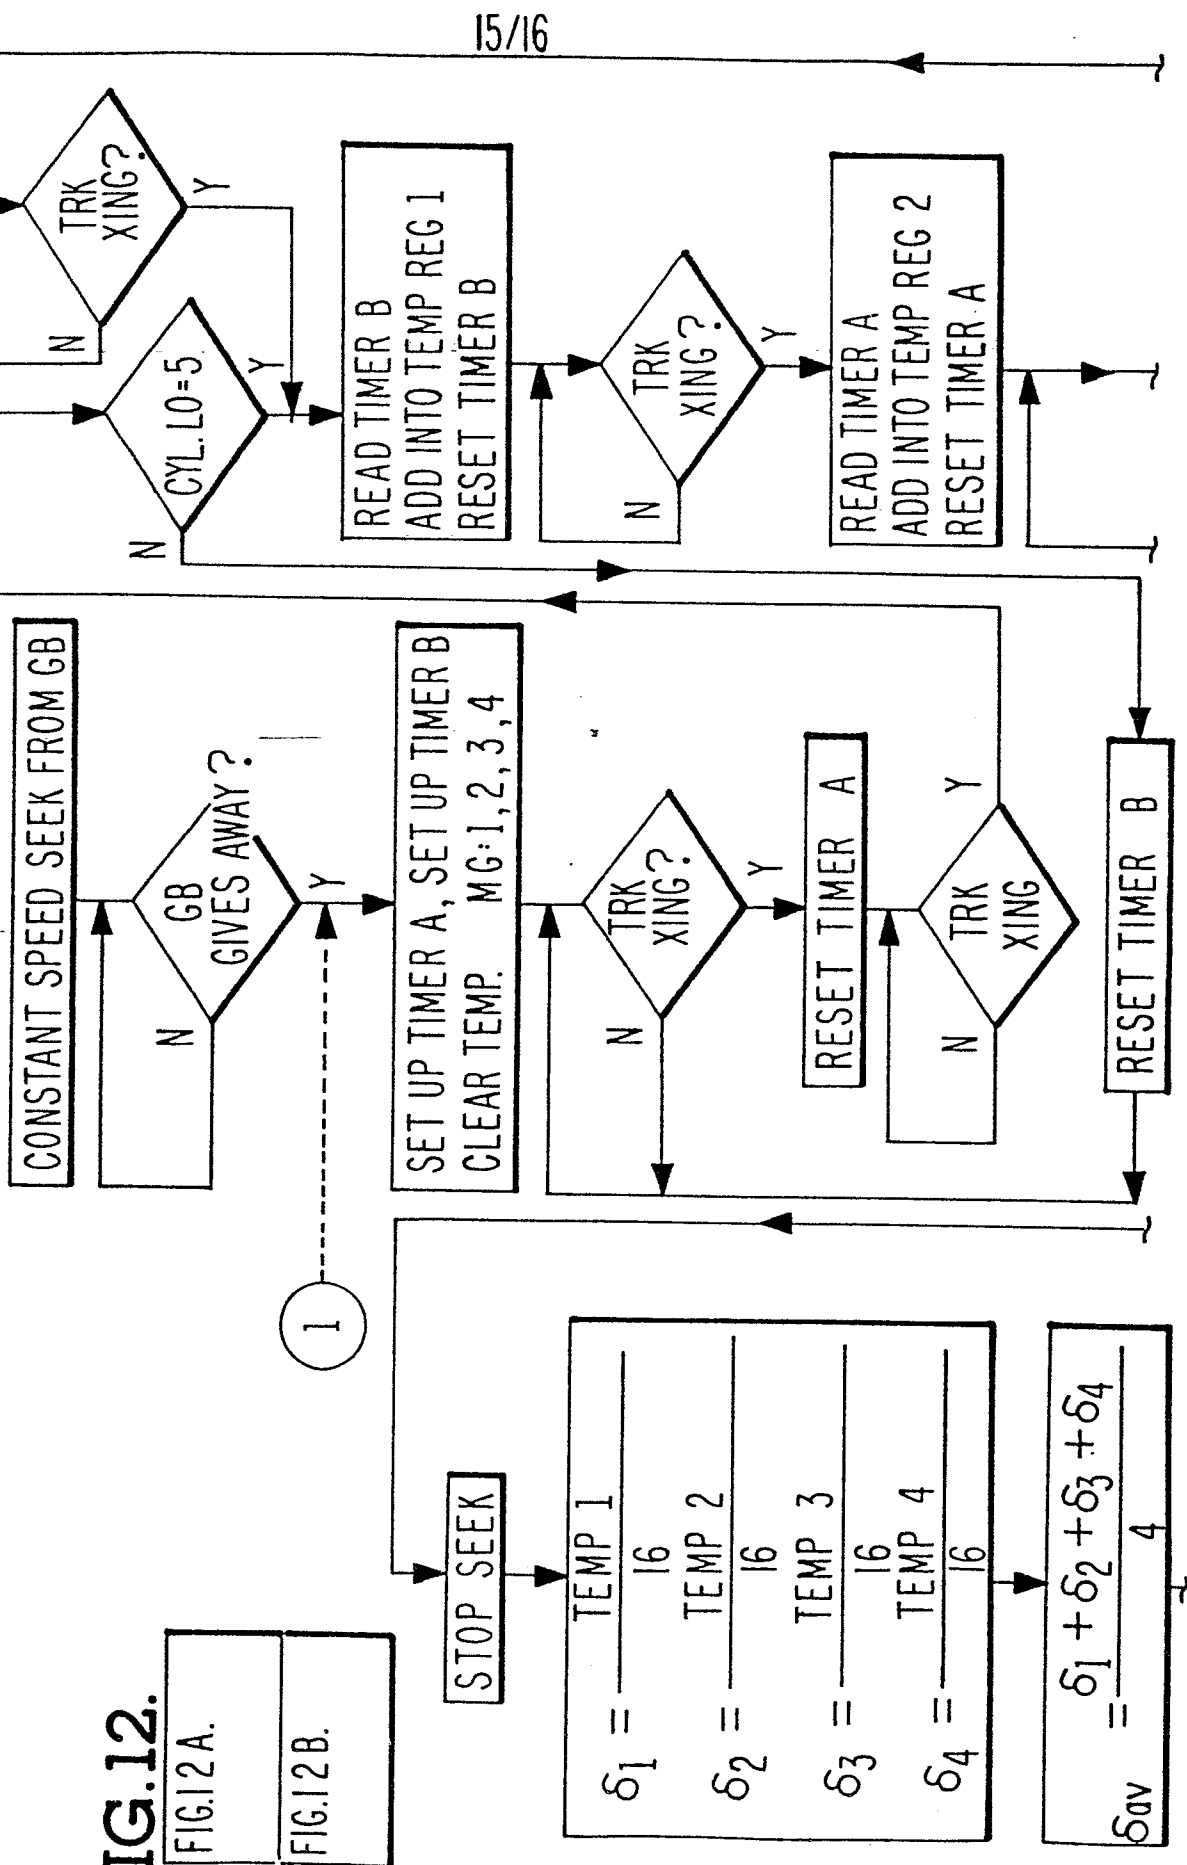 15/16
IG.12.
FIG.12A.
FIG.12B.
STOP SEEK
δ1 = TEMP 1
16
δ2 = TEMP 2
16
δ3 = TEMP 3
16
δ4 = TEMP 4
16
δav = δ1 + δ2 + δ3 + δ4
4
1
CONSTANT SPEED SEEK FROM GB
GB
GIVES AWAY?
N
Y
SET UP TIMER A, SET UP TIMER B
CLEAR TEMP. MG:1,2,3,4
TRK
XING?
N
Y
RESET TIMER A
TRK
XING
N
Y
RESET TIMER B
TRK
XING?
N
Y
CYL.LO=5
N
Y
READ TIMER B
ADD INTO TEMP REG 1
RESET TIMER B
TRK
XING?
N
Y
READ TIMER A
ADD INTO TEMP REG 2
RESET TIMER A